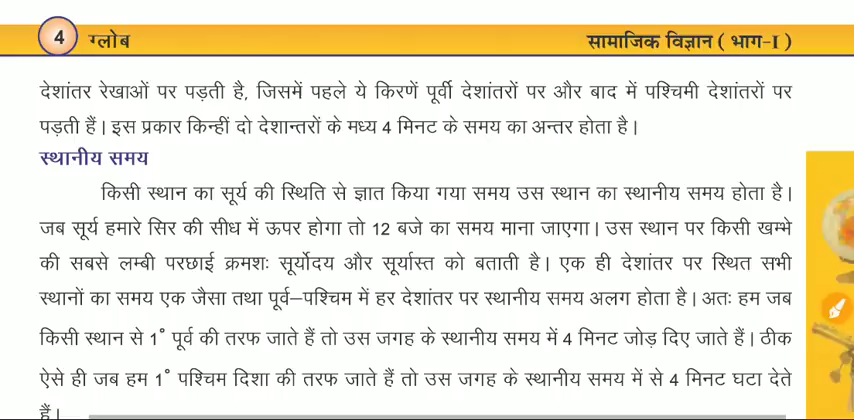 4 ग्लोब
सामाजिक विज्ञान ( भाग-I )
देशांतर रेखाओं पर पड़ती है, जिसमें पहले ये किरणें पूर्वी देशांतरों पर और बाद में पश्चिमी देशांतरों पर
पड़ती हैं। इस प्रकार किन्हीं दो देशान्तरों के मध्य 4 मिनट के समय का अन्तर होता है।
स्थानीय समय
किसी स्थान का सूर्य की स्थिति से ज्ञात किया गया समय उस स्थान का स्थानीय समय होता है।
जब सूर्य हमारे सिर की सीध में ऊपर होगा तो 12 बजे का समय माना जाएगा। उस स्थान पर किसी खम्भे
की सबसे लम्बी परछाई क्रमशः सूर्योदय और सूर्यास्त को बताती है। एक ही देशांतर पर स्थित सभी
स्थानों का समय एक जैसा तथा पूर्व–पश्चिम में हर देशांतर पर स्थानीय समय अलग होता है। अतः हम जब
किसी स्थान से 1° पूर्व की तरफ जाते हैं तो उस जगह के स्थानीय समय में 4 मिनट जोड़ दिए जाते हैं। ठीक
ऐसे ही जब हम 1° पश्चिम दिशा की तरफ जाते हैं तो उस जगह के स्थानीय समय में से 4 मिनट घटा देते
हैं।